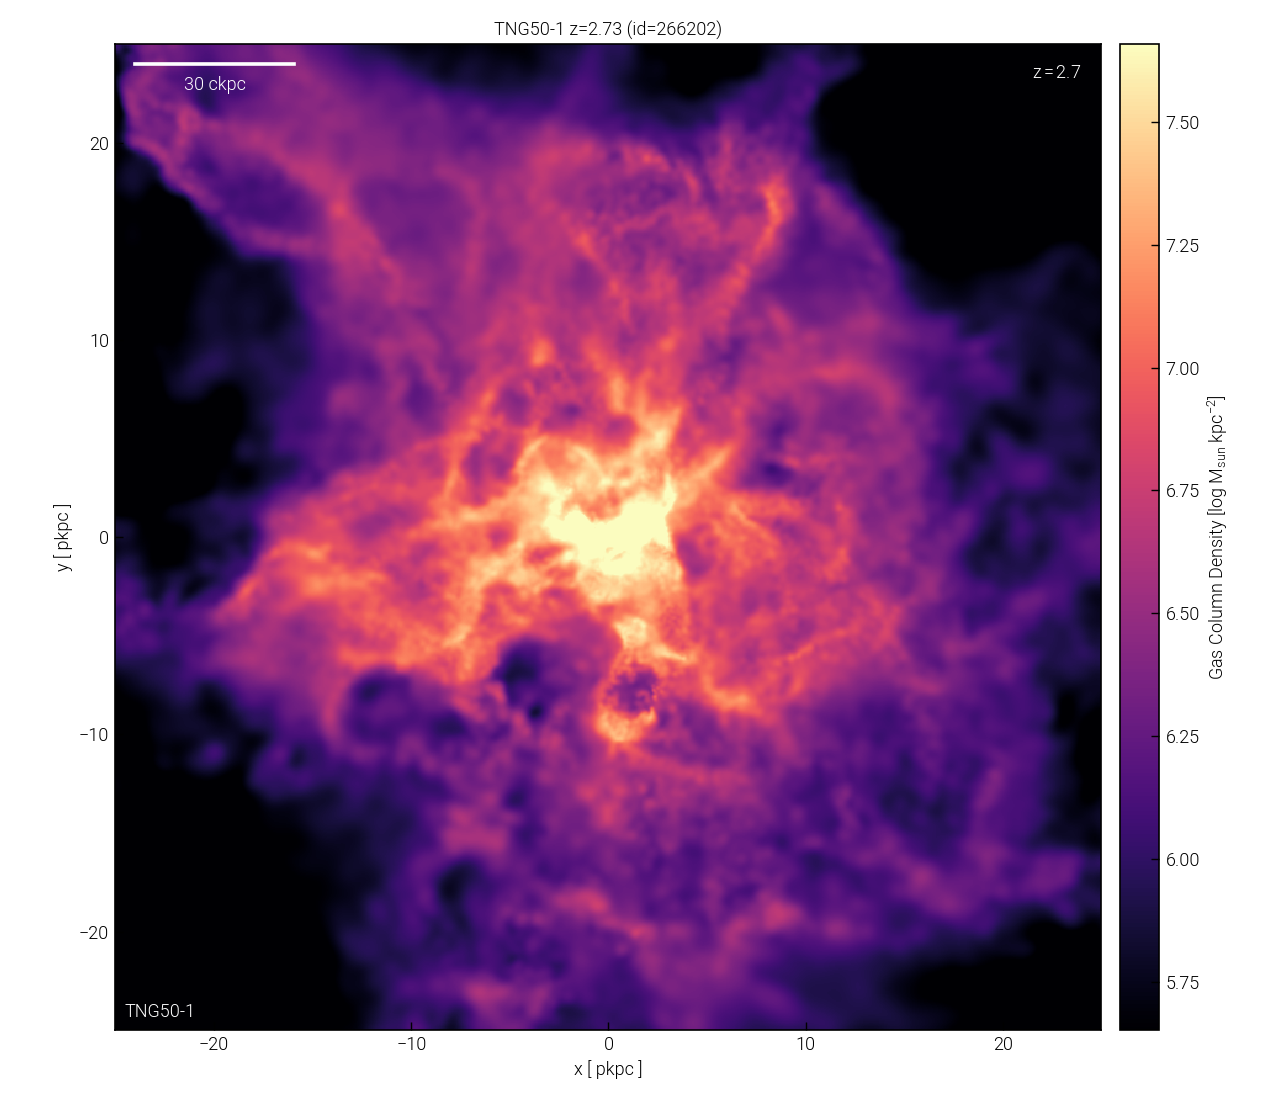 TNG50-1 z=2.73 (id=266202)
30 ckpc
z=2.7
TNG50-1
20
10
0
−10
−20
y [ pkpc ]
−20
−10
0
10
20
x [ pkpc ]
7.50
7.25
7.00
6.75
6.50
6.25
6.00
5.75
Gas Column Density [log M_sun kpc^−2]